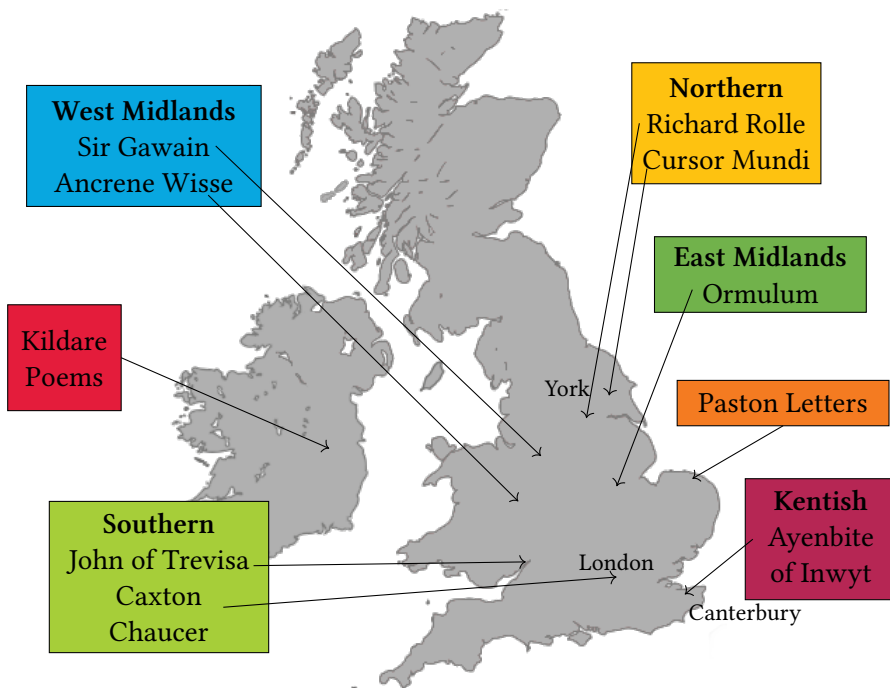 West Midlands
Sir Gawain
Ancrene Wisse
Northern
Richard Rolle
Cursor Mundi
East Midlands
Ormulum
Kildare
Poems
York
Paston Letters
Southern
John of Trevisa
Caxton
Chaucer
London
Kentish
Ayenbite
of Inwyt
Canterbury